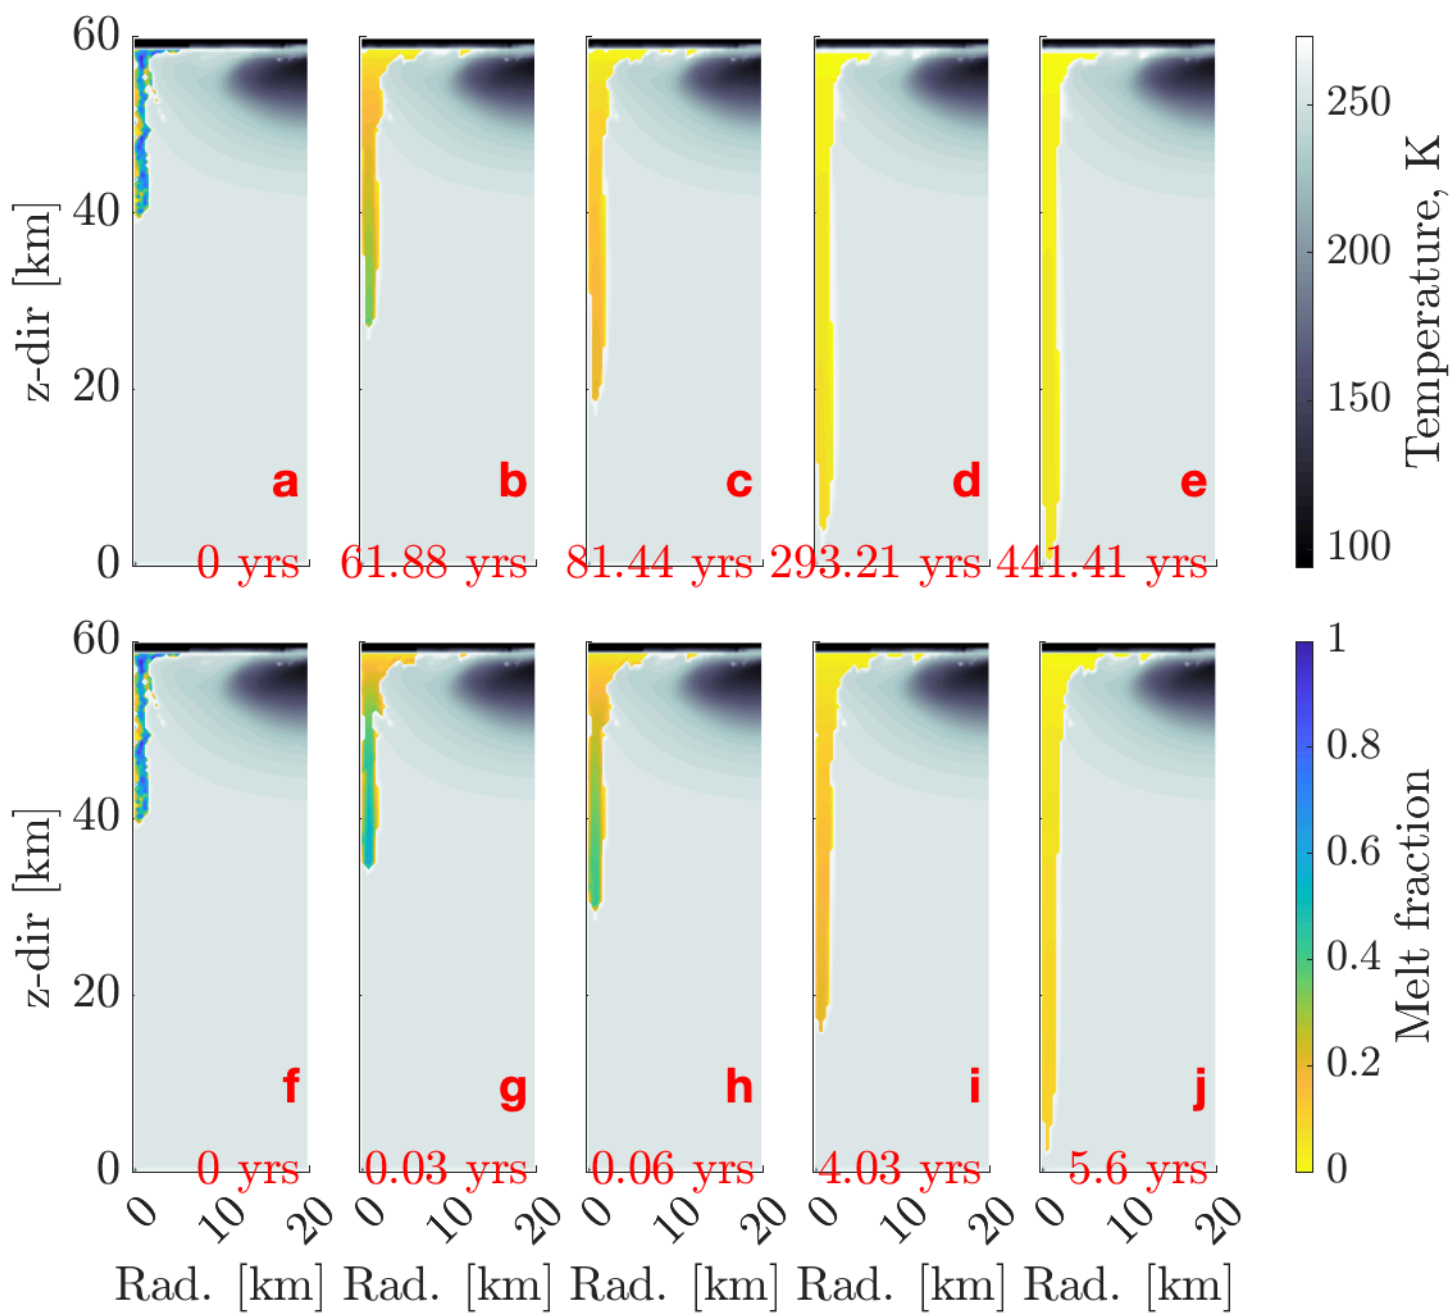 60
40
20
0
z-dir [km]
a
b
c
d
e
0 yrs
61.88 yrs
81.44 yrs
293.21 yrs
441.41 yrs
250
200
150
100
Temperature, K
60
40
20
0
z-dir [km]
f
g
h
i
j
0 yrs
0.03 yrs
0.06 yrs
4.03 yrs
5.6 yrs
0 10 20
0 10 20
0 10 20
0 10 20
0 10 20
Rad. [km]
Rad. [km]
Rad. [km]
Rad. [km]
Rad. [km]
1
0.8
0.6
0.4
0.2
0
Melt fraction